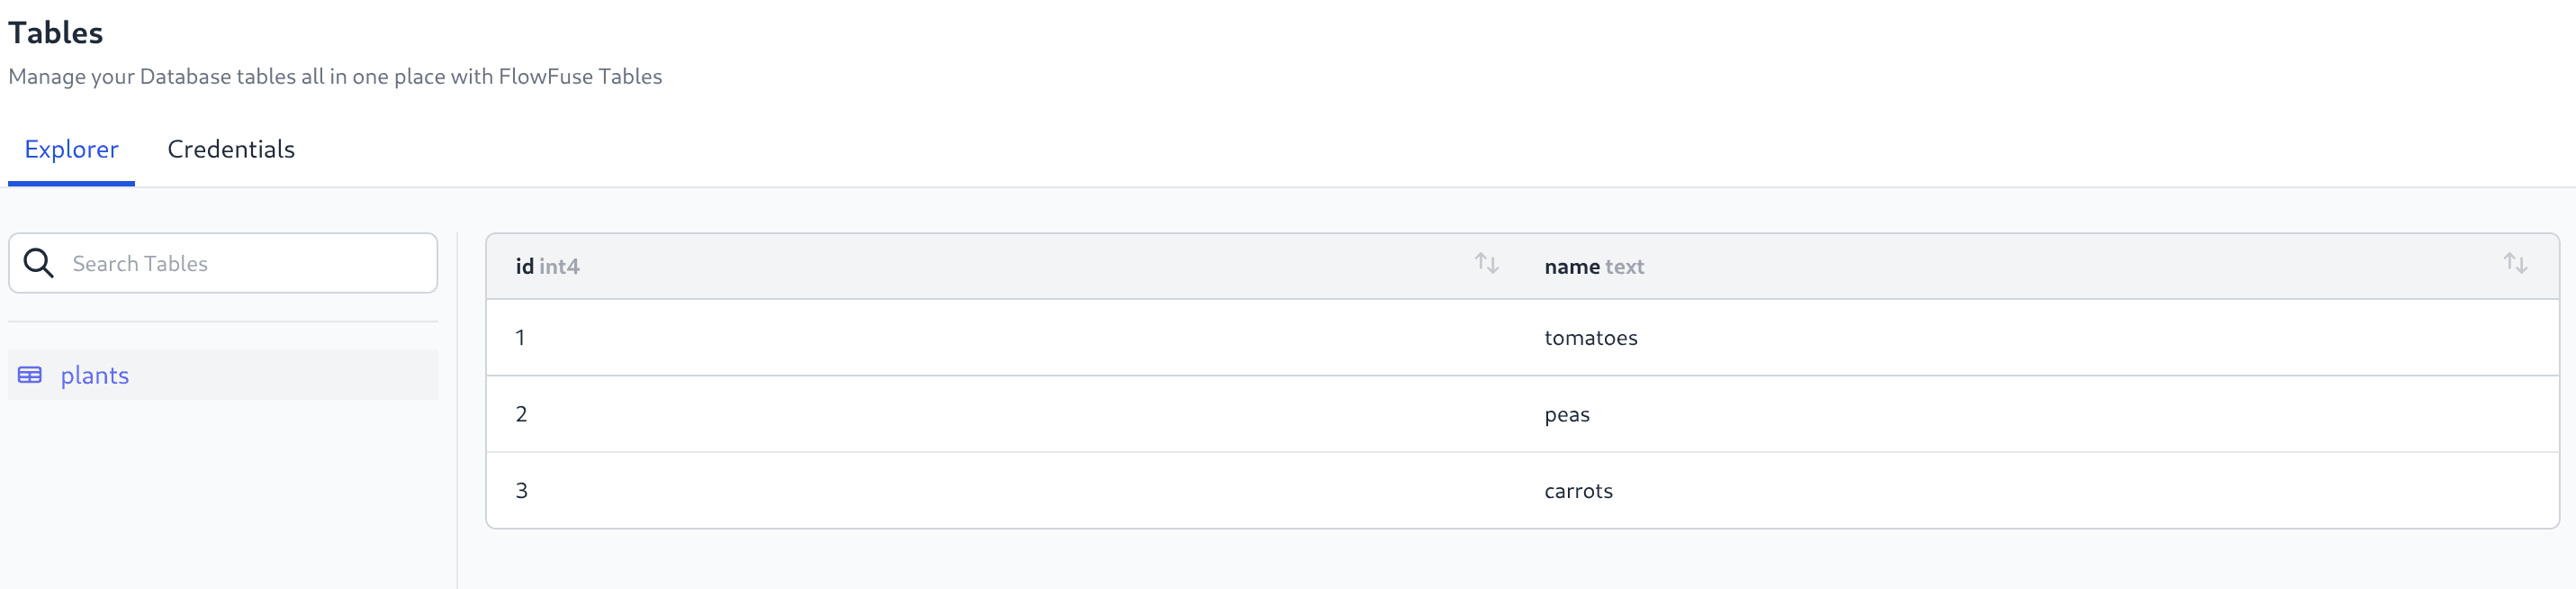 Tables
Manage your Database tables all in one place with FlowFuse Tables
Explorer Credentials
Search Tables
plants
id int4 name text
1 tomatoes
2 peas
3 carrots